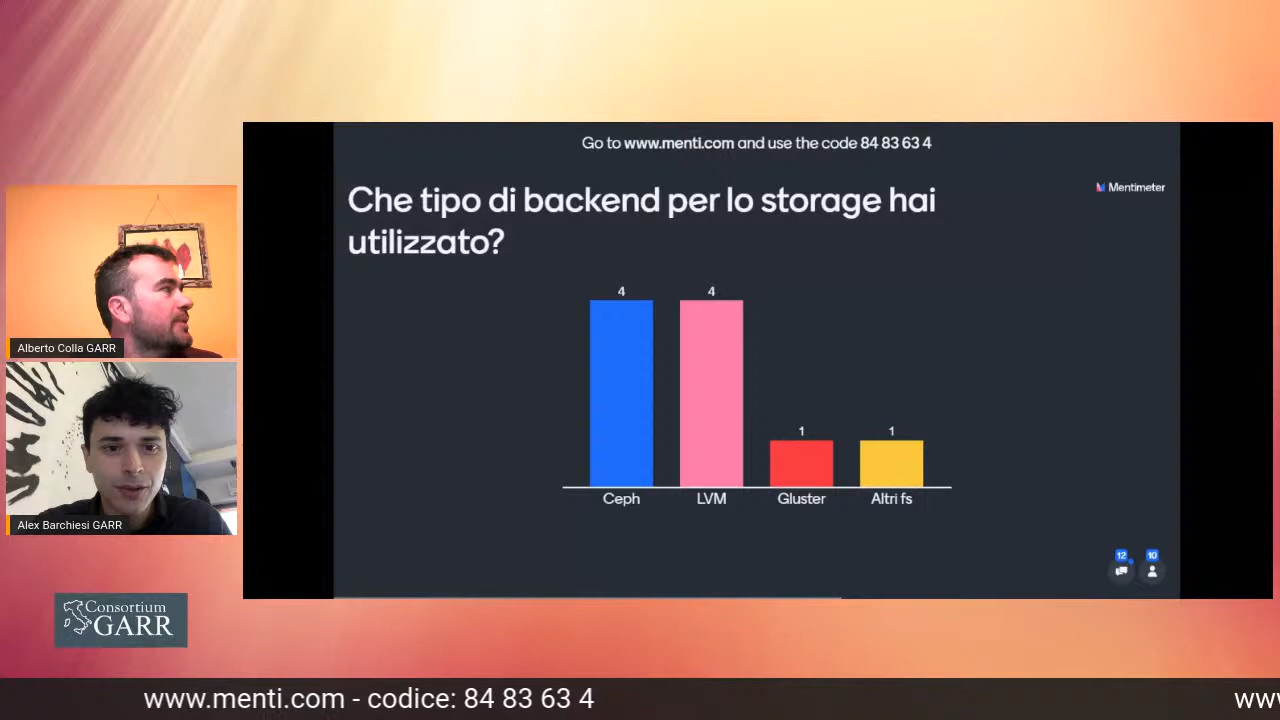 Go to www.menti.com and use the code 84 83 63 4
Mentimeter
Che tipo di backend per lo storage hai
utilizzato?
4
4
1
1
Ceph
LVM
Gluster
Altri fs
12
10
Alberto Colla GARR
Alex Barchiesi GARR
Consortium
GARR
www.menti.com - codice: 84 83 63 4